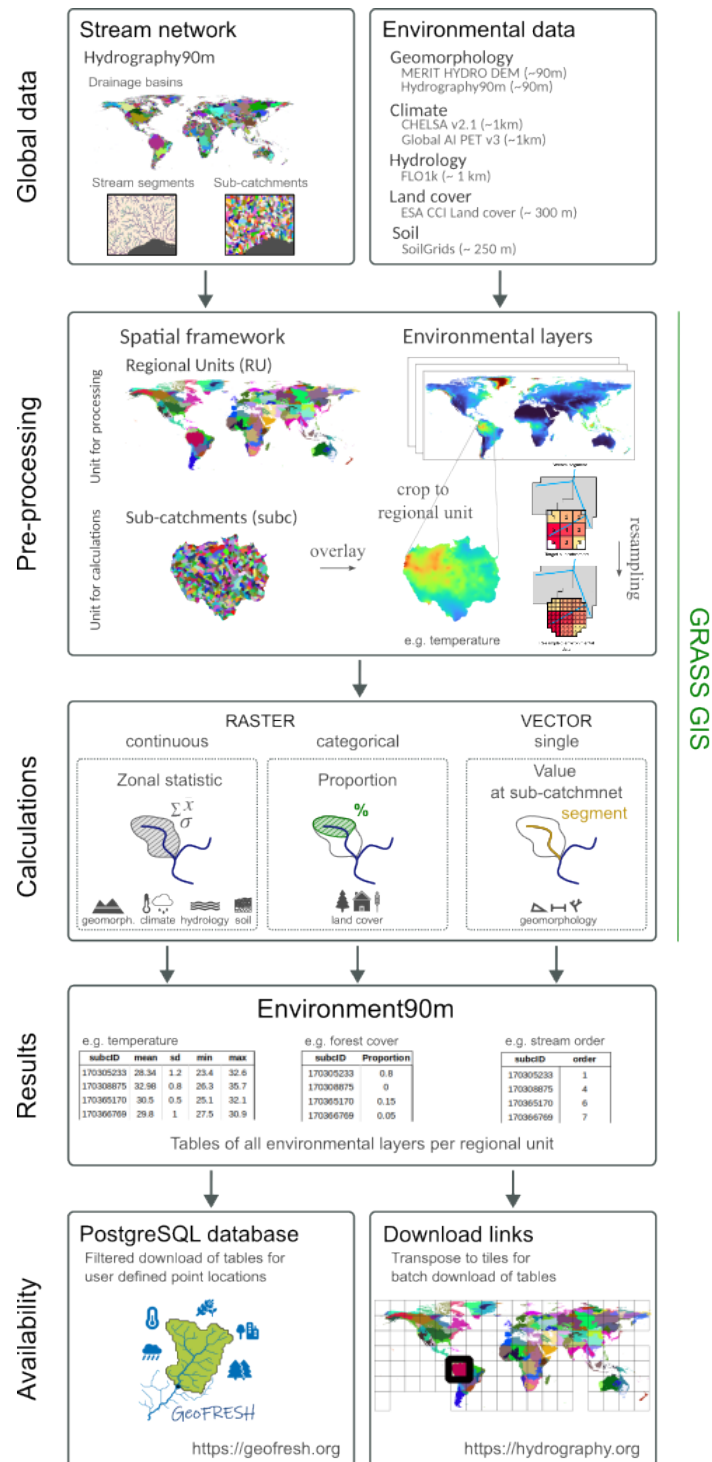 Global data
Stream network
Hydrography90m
Drainage basins
Stream segments
Sub-catchments
Environmental data
Geomorphology
MERIT HYDRO DEM (~90m)
Hydrography90m (~90m)
Climate
CHELSA v2.1 (~1km)
Global AI PET v3 (~1km)
Hydrology
FLO1k (~ 1 km)
Land cover
ESA CCI Land cover (~ 300 m)
Soil
SoilGrids (~ 250 m)
Pre-processing
Spatial framework
Regional Units (RU)
Unit for processing
Sub-catchments (subc)
Unit for calculations
overlay
Environmental layers
crop to
regional unit
resampling
e.g. temperature
GRASS GIS
Calculations
RASTER
continuous
categorical
VECTOR
single
Zonal statistic
Σ x̄
σ
geomorph. climate hydrology soil
Proportion
%
land cover
Value
at sub-catchmnet
segment
geomorphology
Results
Environment90m
e.g. temperature
subcID mean sd min max
170305233 28.34 1.2 23.4 32.6
170308875 32.98 0.8 26.3 35.7
170365170 30.5 0.5 25.1 32.1
170366769 29.8 1 27.5 30.9
e.g. forest cover
subcID Proportion
170305233 0.8
170308875 0
170365170 0.15
170366769 0.05
e.g. stream order
subcID order
170305233 1
170308875 4
170365170 6
170366769 7
Tables of all environmental layers per regional unit
Availability
PostgreSQL database
Filtered download of tables for
user defined point locations
GeoFRESH
https://geofresh.org
Download links
Transpose to tiles for
batch download of tables
https://hydrography.org